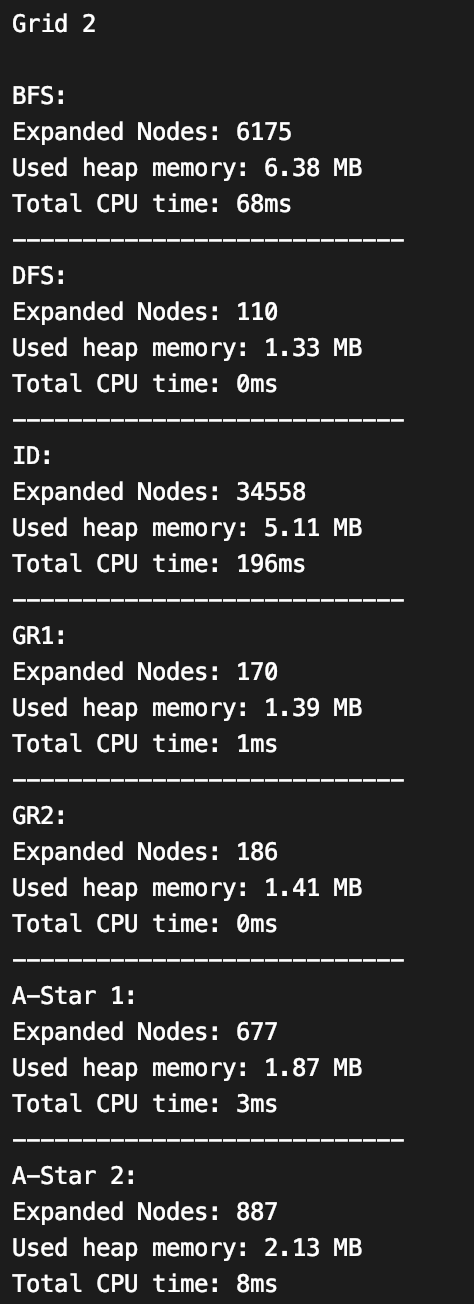 Grid 2
BFS:
Expanded Nodes: 6175
Used heap memory: 6.38 MB
Total CPU time: 68ms
----------------------------
DFS:
Expanded Nodes: 110
Used heap memory: 1.33 MB
Total CPU time: 0ms
----------------------------
ID:
Expanded Nodes: 34558
Used heap memory: 5.11 MB
Total CPU time: 196ms
----------------------------
GR1:
Expanded Nodes: 170
Used heap memory: 1.39 MB
Total CPU time: 1ms
----------------------------
GR2:
Expanded Nodes: 186
Used heap memory: 1.41 MB
Total CPU time: 0ms
----------------------------
A-Star 1:
Expanded Nodes: 677
Used heap memory: 1.87 MB
Total CPU time: 3ms
----------------------------
A-Star 2:
Expanded Nodes: 887
Used heap memory: 2.13 MB
Total CPU time: 8ms